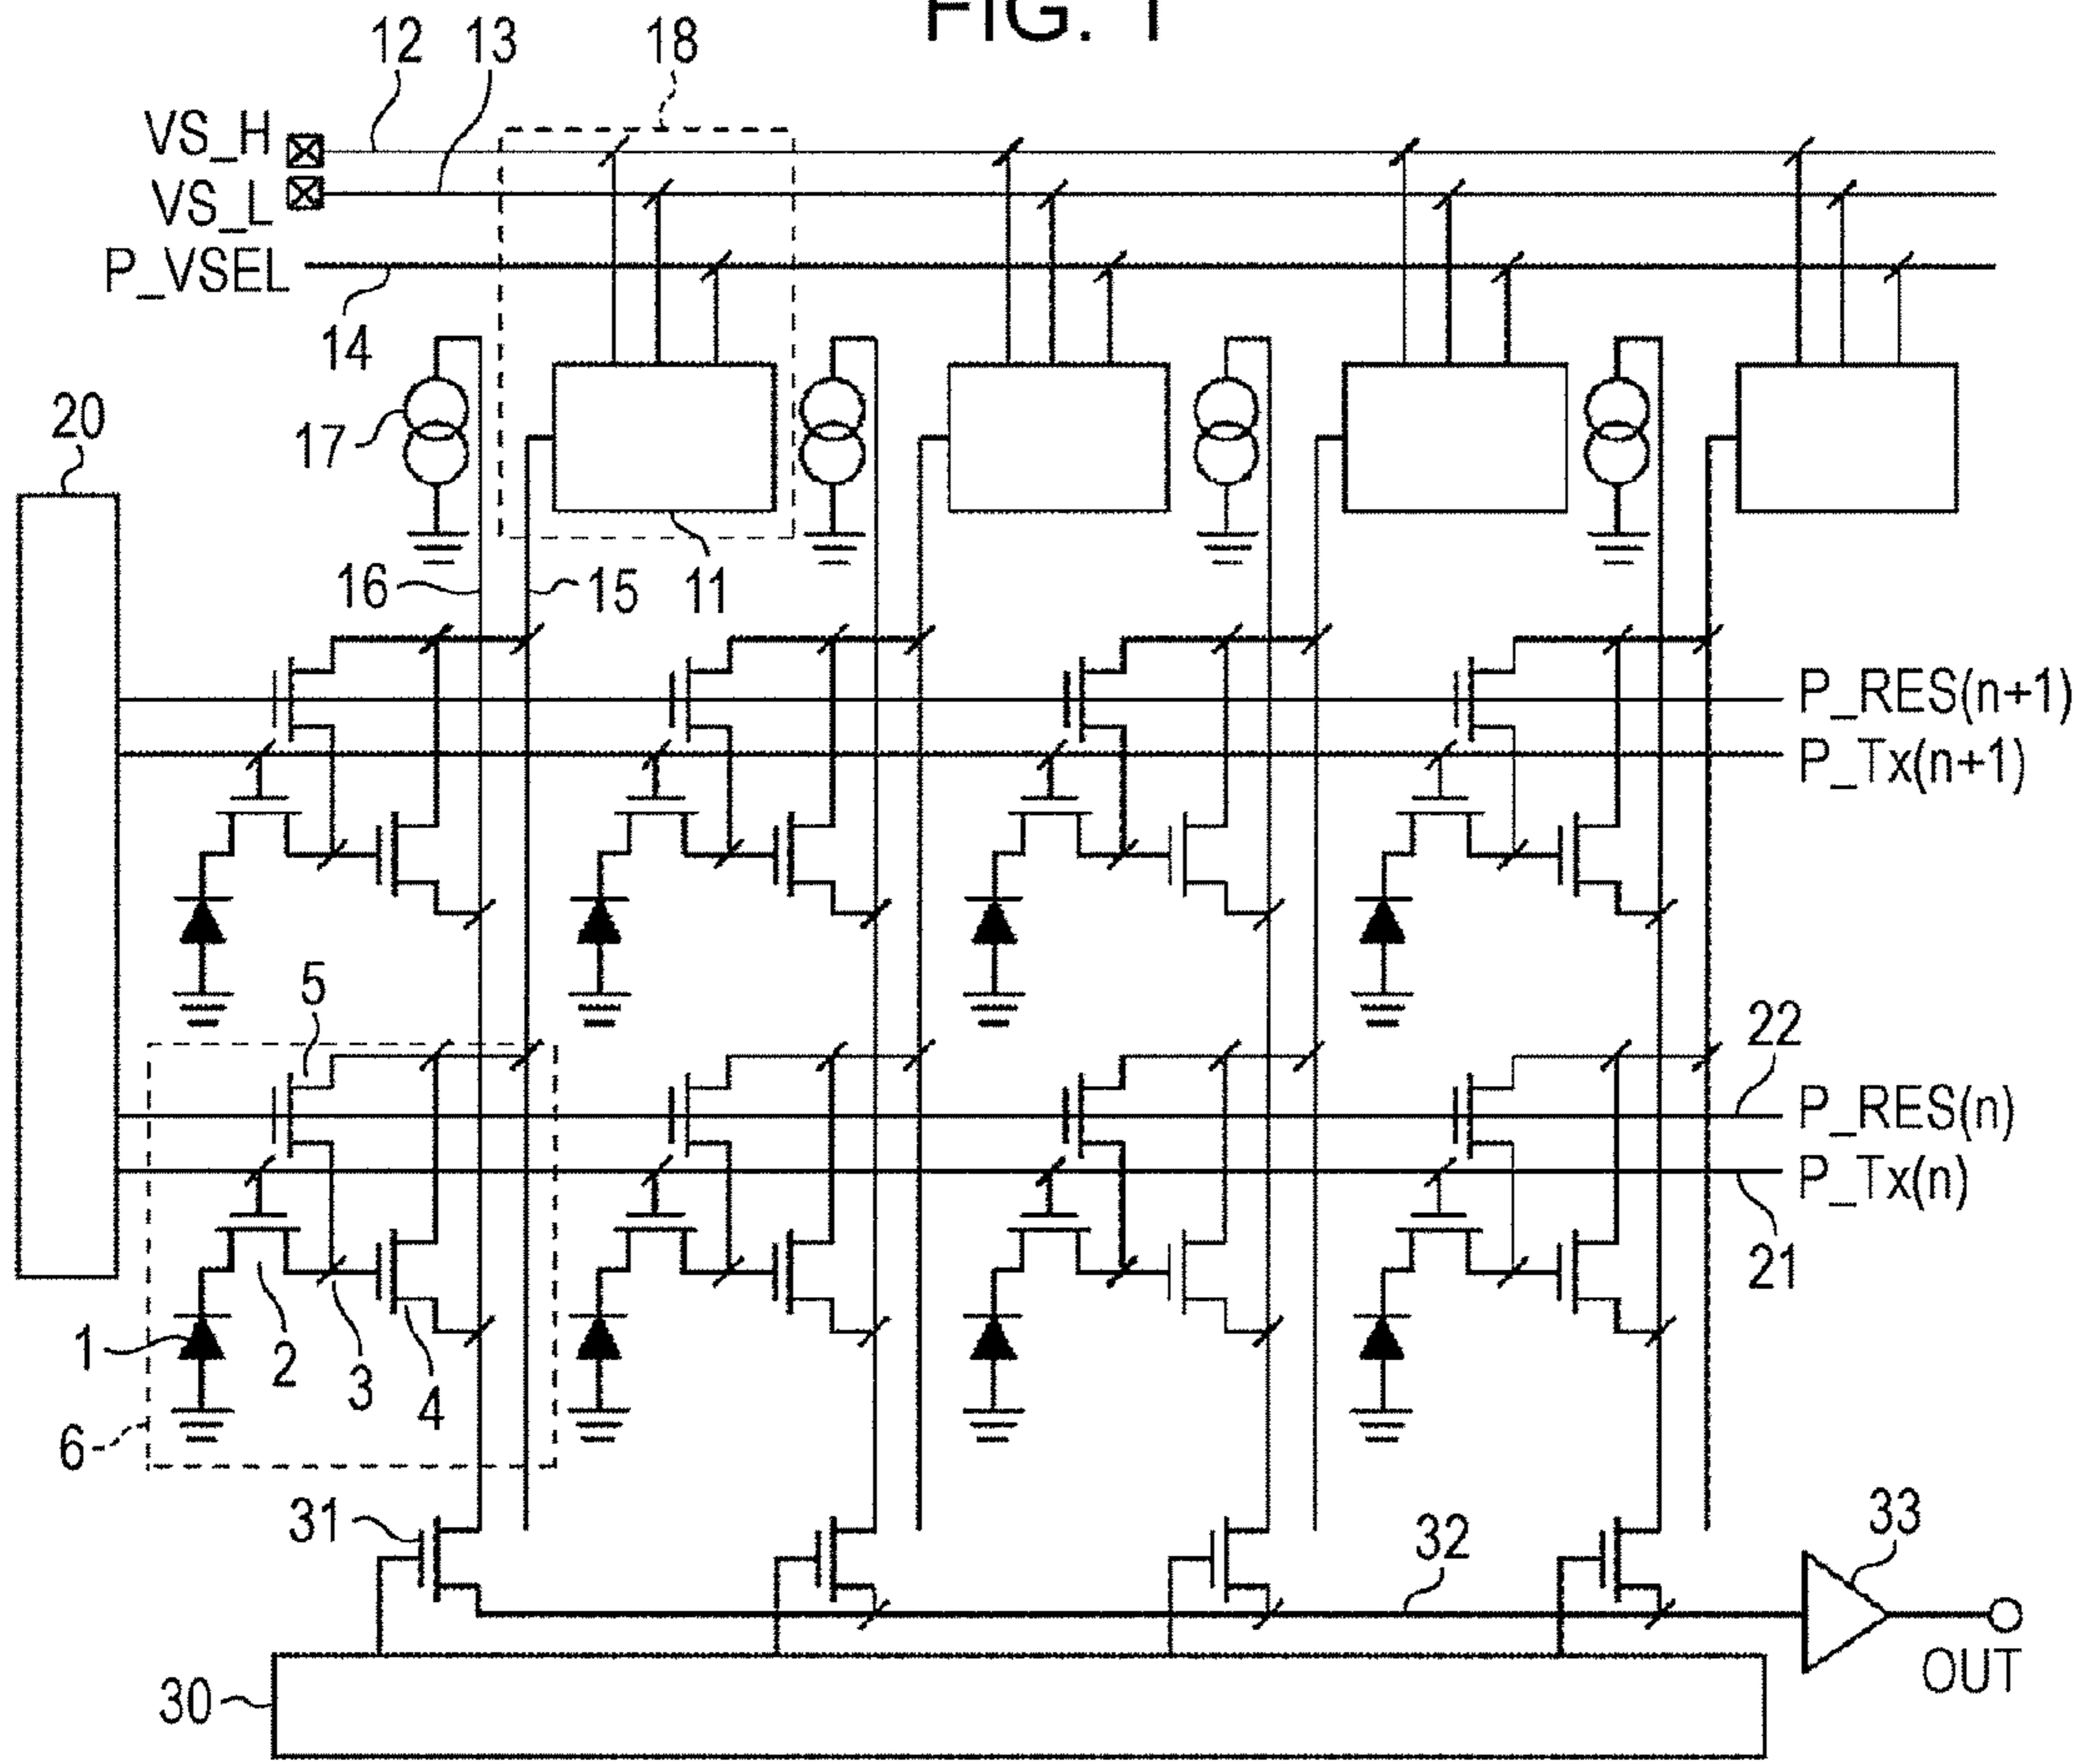 FIG. 1
12 13 18
VS_H
VS_L
P_VSEL
14
20
17
16 15 11
P_RES(n+1)
P_Tx(n+1)
5
22
P_RES(n)
P_Tx(n)
21
1 2 3 4
6
31
32
33
OUT
30